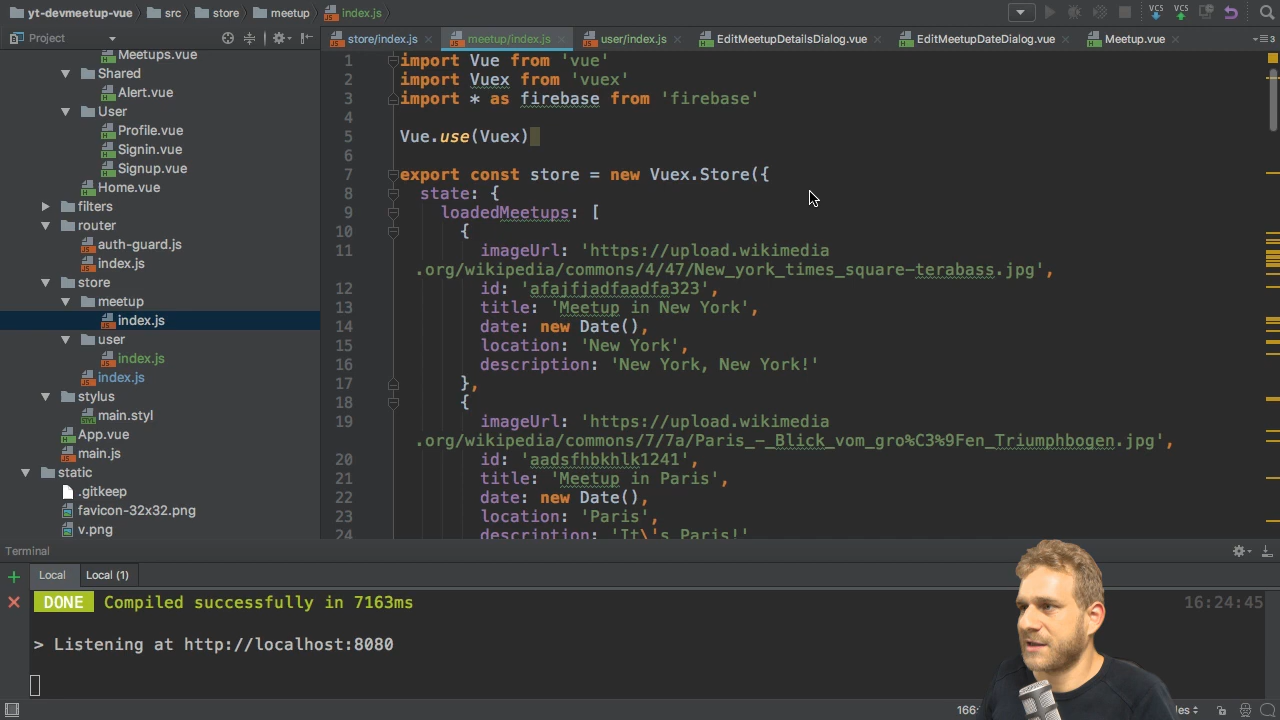 yt-devmeetup-vue src store meetup index.js
Project
store/index.js meetup/index.js user/index.js EditMeetupDetailsDialog.vue EditMeetupDateDialog.vue Meetup.vue
VCS VCS
Meetups.vue
Shared
Alert.vue
User
Profile.vue
Signin.vue
Signup.vue
Home.vue
filters
router
auth-guard.js
index.js
store
meetup
index.js
user
index.js
index.js
stylus
main.styl
App.vue
main.js
static
.gitkeep
favicon-32x32.png
v.png
1 import Vue from 'vue'
2 import Vuex from 'vuex'
3 import * as firebase from 'firebase'
4
5 Vue.use(Vuex)
6
7 export const store = new Vuex.Store({
8 state: {
9 loadedMeetups: [
10 {
11 imageUrl: 'https://upload.wikimedia
.org/wikipedia/commons/4/47/New_york_times_square-terabass.jpg',
12 id: 'afajfjadfaadfa323',
13 title: 'Meetup in New York',
14 date: new Date(),
15 location: 'New York',
16 description: 'New York, New York!'
17 },
18 {
19 imageUrl: 'https://upload.wikimedia
.org/wikipedia/commons/7/7a/Paris_-_Blick_vom_gro%C3%9Fen_Triumphbogen.jpg',
20 id: 'aadsfhbkhlk1241',
21 title: 'Meetup in Paris',
22 date: new Date(),
23 location: 'Paris',
24 description: 'It\'s Paris!'
Terminal
Local Local (1)
DONE Compiled successfully in 7163ms 16:24:45
> Listening at http://localhost:8080
166: